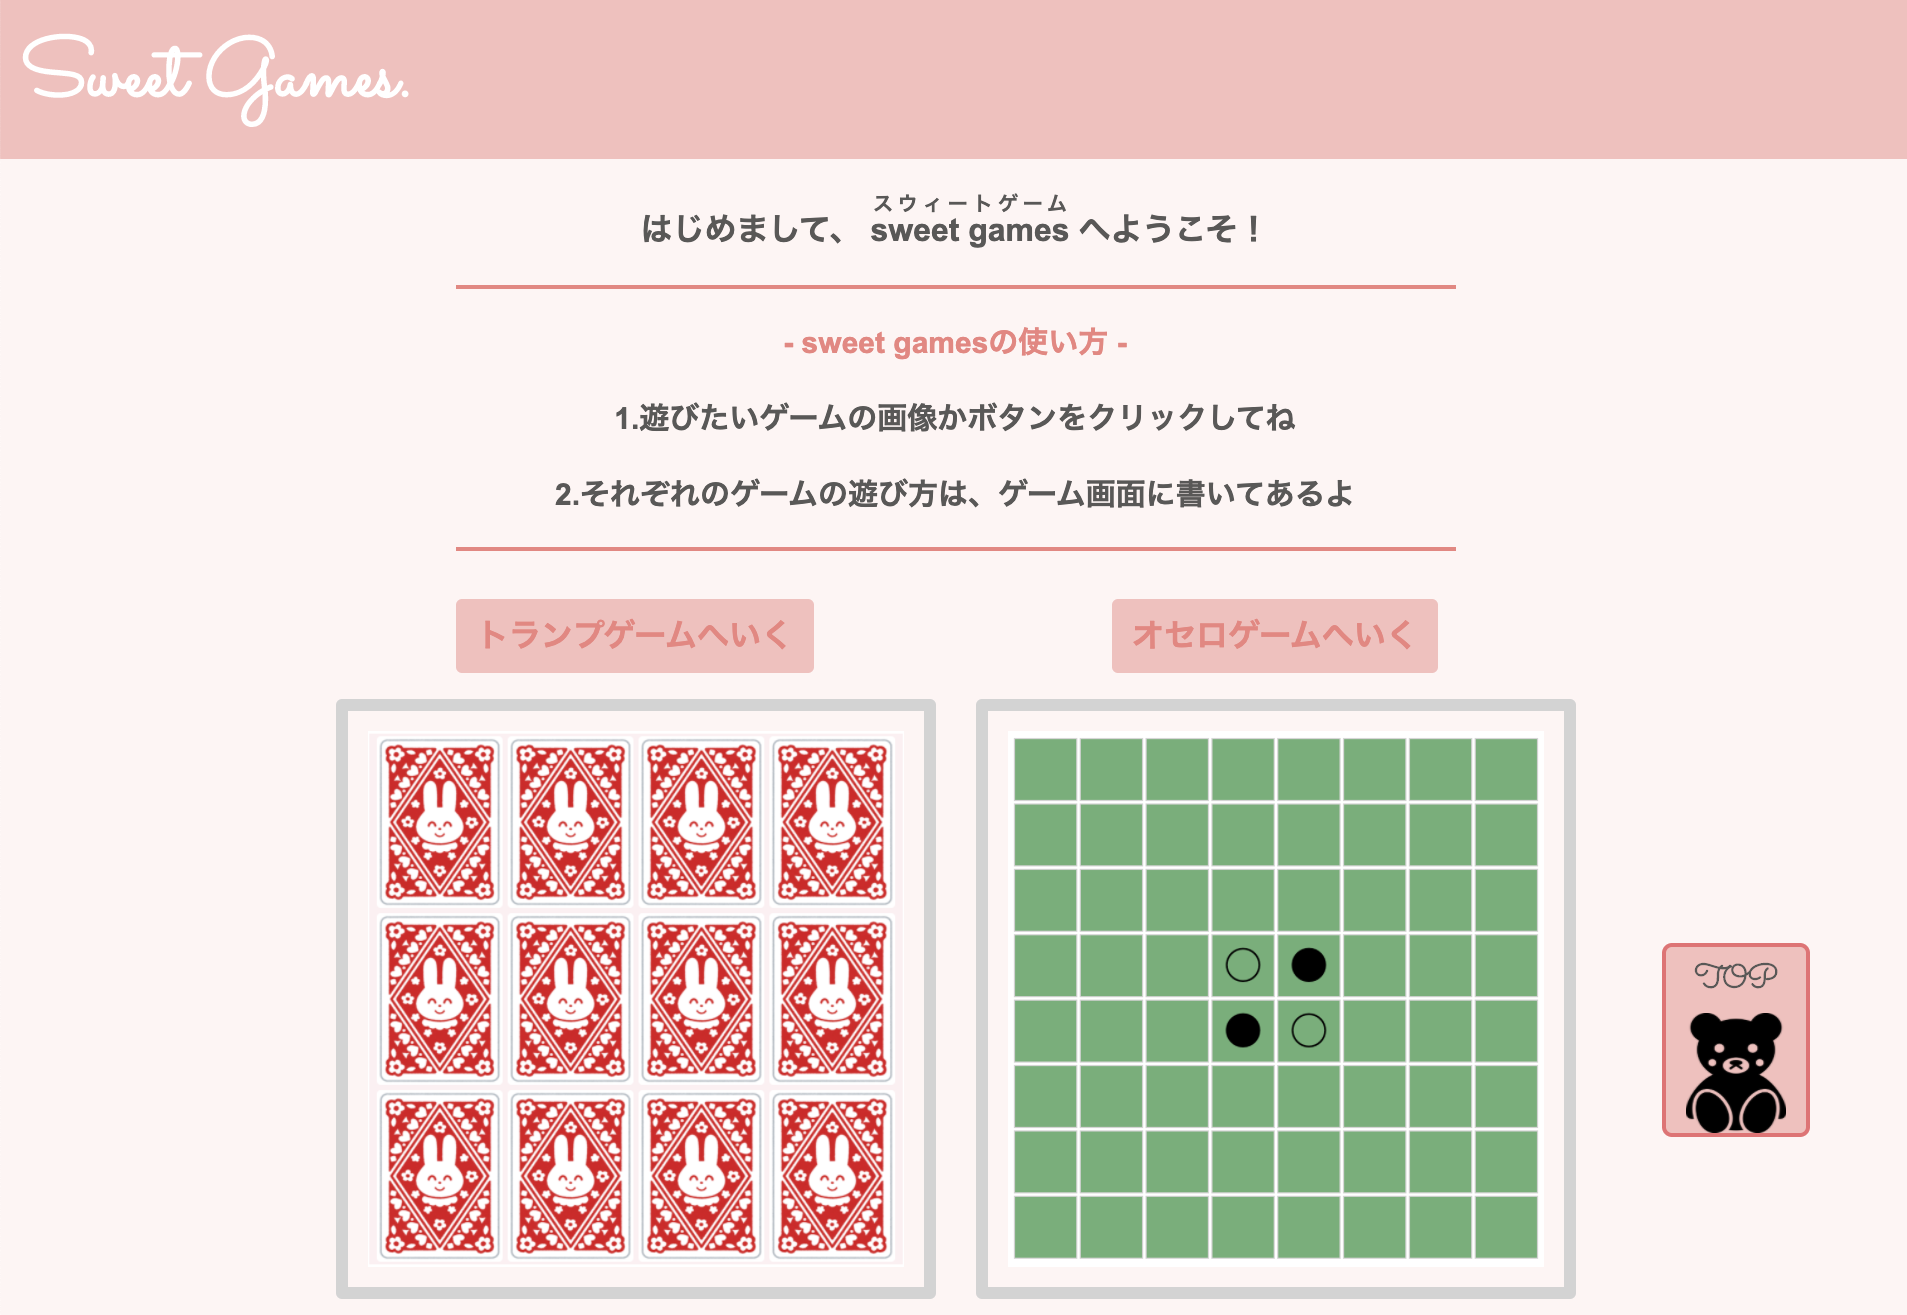 Sweet Games.
スウィートゲーム
はじめまして、 sweet games へようこそ！
- sweet gamesの使い方 -
1.遊びたいゲームの画像かボタンをクリックしてね
2.それぞれのゲームの遊び方は、ゲーム画面に書いてあるよ
トランプゲームへいく
オセロゲームへいく
TOP